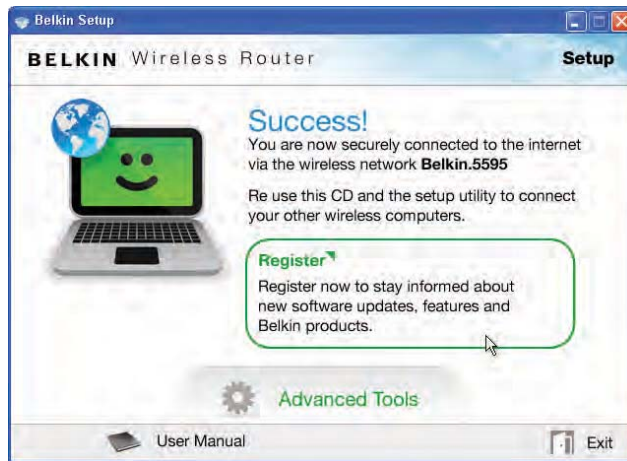 Belkin Setup
BELKIN Wireless Router
Setup
Success!
You are now securely connected to the internet
via the wireless network Belkin.5595
Re use this CD and the setup utility to connect
your other wireless computers.
Register
Register now to stay informed about
new software updates, features and
Belkin products.
Advanced Tools
User Manual
Exit